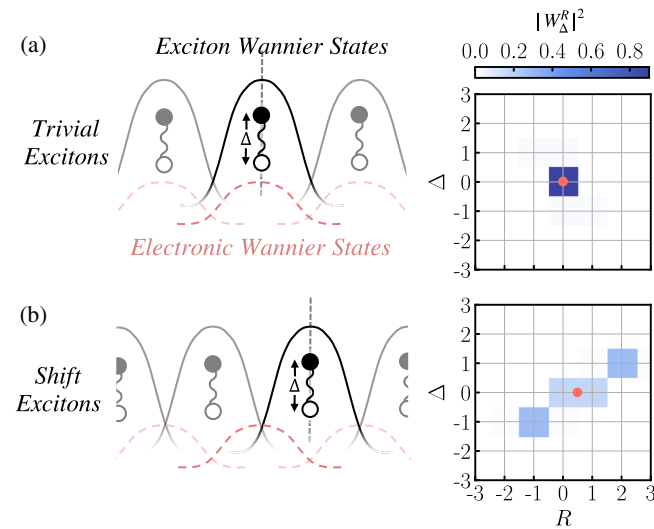 (a)
Exciton Wannier States
|W_Δ^R|²
0.0 0.2 0.4 0.6 0.8
Trivial
Excitons
Δ
Electronic Wannier States
Δ
3
2
1
0
-1
-2
-3
(b)
Shift
Excitons
Δ
Δ
3
2
1
0
-1
-2
-3
-3 -2 -1 0 1 2 3
R